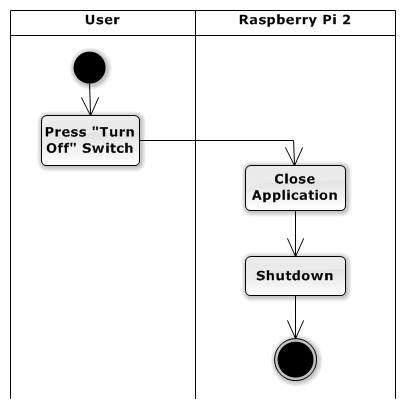 User
Raspberry Pi 2
Press "Turn
Off" Switch
Close
Application
Shutdown